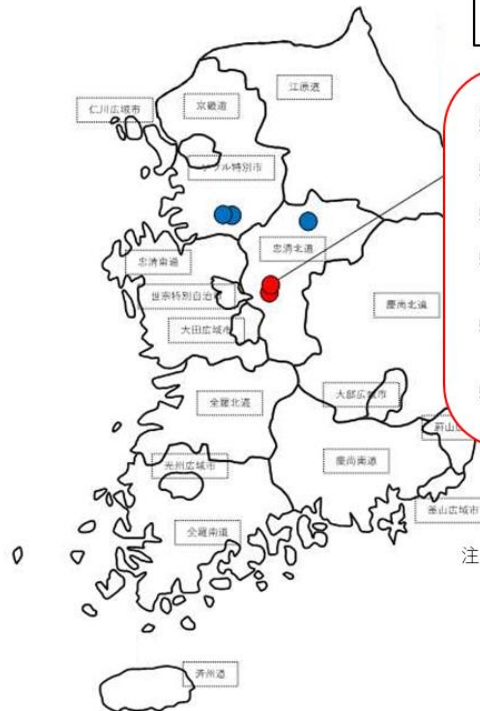 江原道
京畿道
仁川広域市
ソウル特別市
忠清北道
忠清南道
世宗特別自治市
慶尚北道
大田広域市
大邱広域市
全羅北道
慶尚南道
光州広域市
釜山広域市
全羅南道
注
済州道